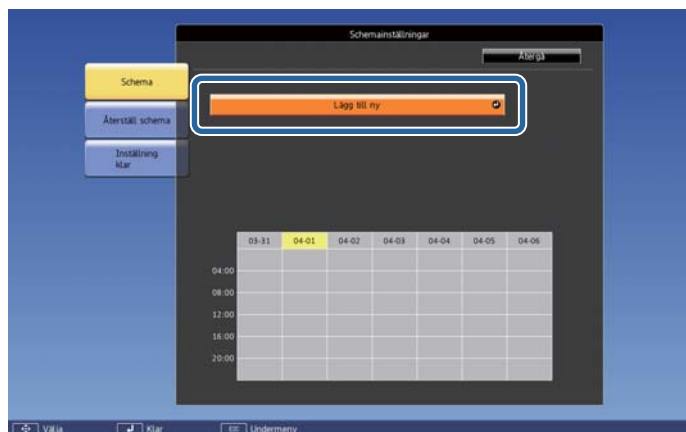 Schemainställningar
Återgå
Schema
Lägg till ny
Återställ schema
Inställning
klar
03-31 04-01 04-02 04-03 04-04 04-05 04-06
04:00
08:00
12:00
16:00
20:00
Välja Klar Undermeny